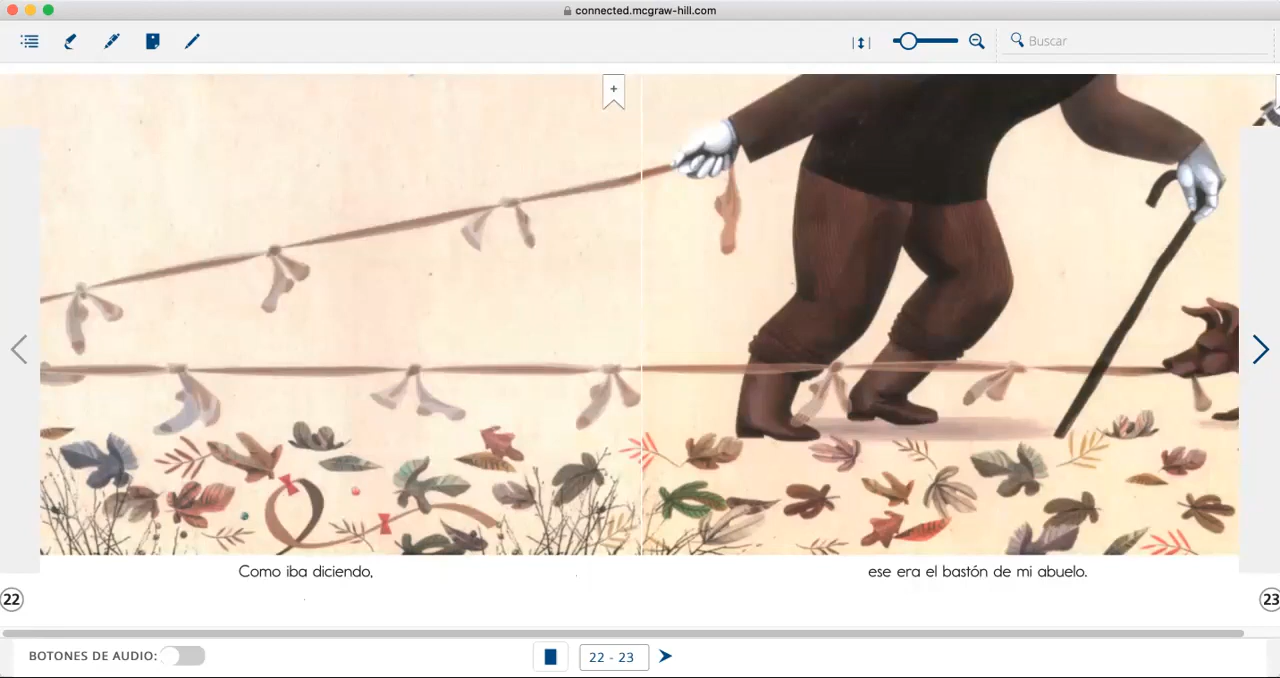 connected.mcgraw-hill.com
Buscar
+
Como iba diciendo,
ese era el bastón de mi abuelo.
22
23
BOTONES DE AUDIO:
22 - 23